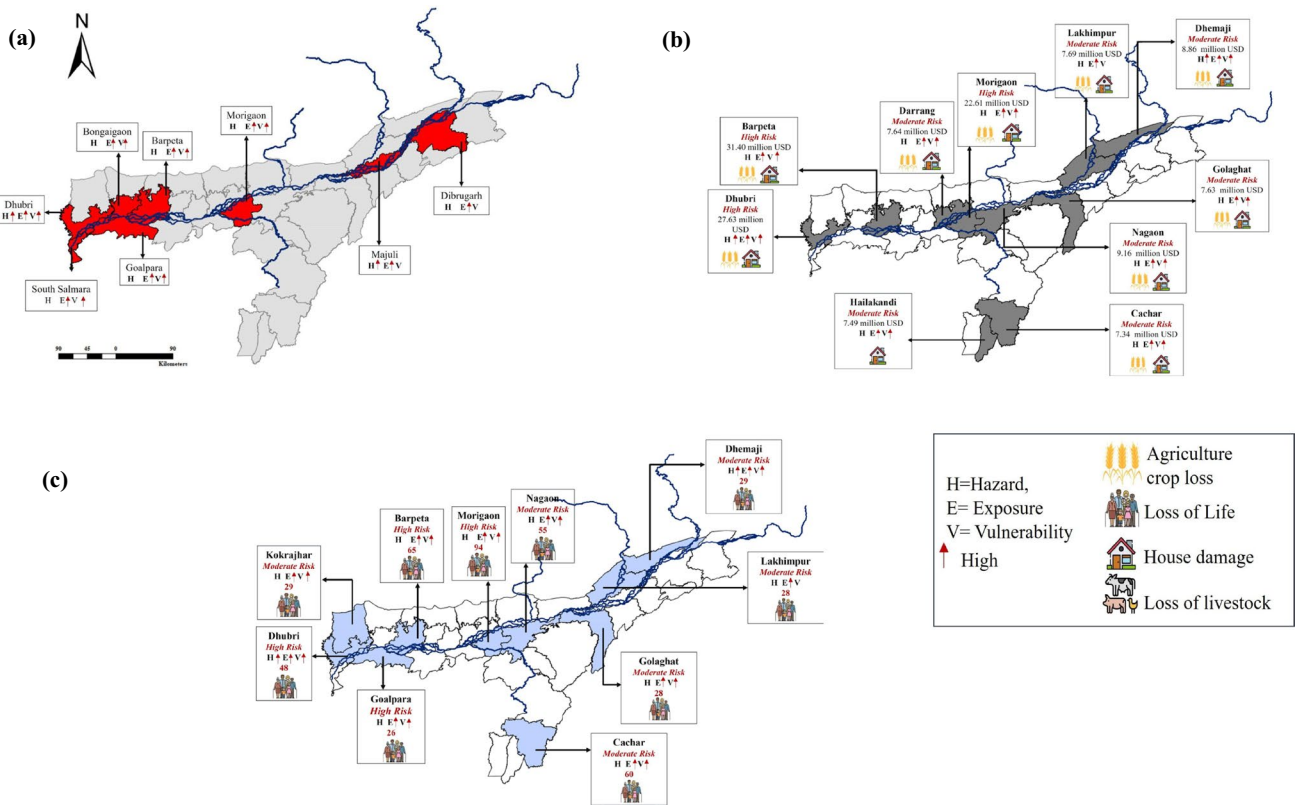 (a)
N
Bongaigaon
H E V
Barpeta
H E V
Morigaon
H E V
Dhubri
H E V
South Salmara
H E V
Goalpara
H E V
Majuli
H E V
Dibrugarh
H E V
90 45 0 90
Kilometers
(b)
Lakhimpur
Moderate Risk
7.69 million USD
H E V
Dhemaji
Moderate Risk
8.86 million USD
H E V
Morigaon
High Risk
22.61 million USD
H E V
Darrang
Moderate Risk
7.64 million USD
H E V
Barpeta
High Risk
31.40 million USD
H E V
Dhubri
High Risk
27.63 million
USD
H E V
Golaghat
Moderate Risk
7.63 million USD
H E V
Nagaon
Moderate Risk
9.16 million USD
H E V
Hailakandi
Moderate Risk
7.49 million USD
H E V
Cachar
Moderate Risk
7.34 million USD
H E V
(c)
Dhemaji
Moderate Risk
H E V
29
Nagaon
Moderate Risk
H E V
55
Morigaon
High Risk
H E V
94
Barpeta
High Risk
H E V
65
Kokrajhar
Moderate Risk
H E V
29
Dhubri
High Risk
H E V
48
Goalpara
High Risk
H E V
26
Lakhimpur
Moderate Risk
H E V
28
Golaghat
Moderate Risk
H E V
28
Cachar
Moderate Risk
H E V
60
H=Hazard,
E= Exposure
V= Vulnerability
High
Agriculture
crop loss
Loss of Life
House damage
Loss of livestock